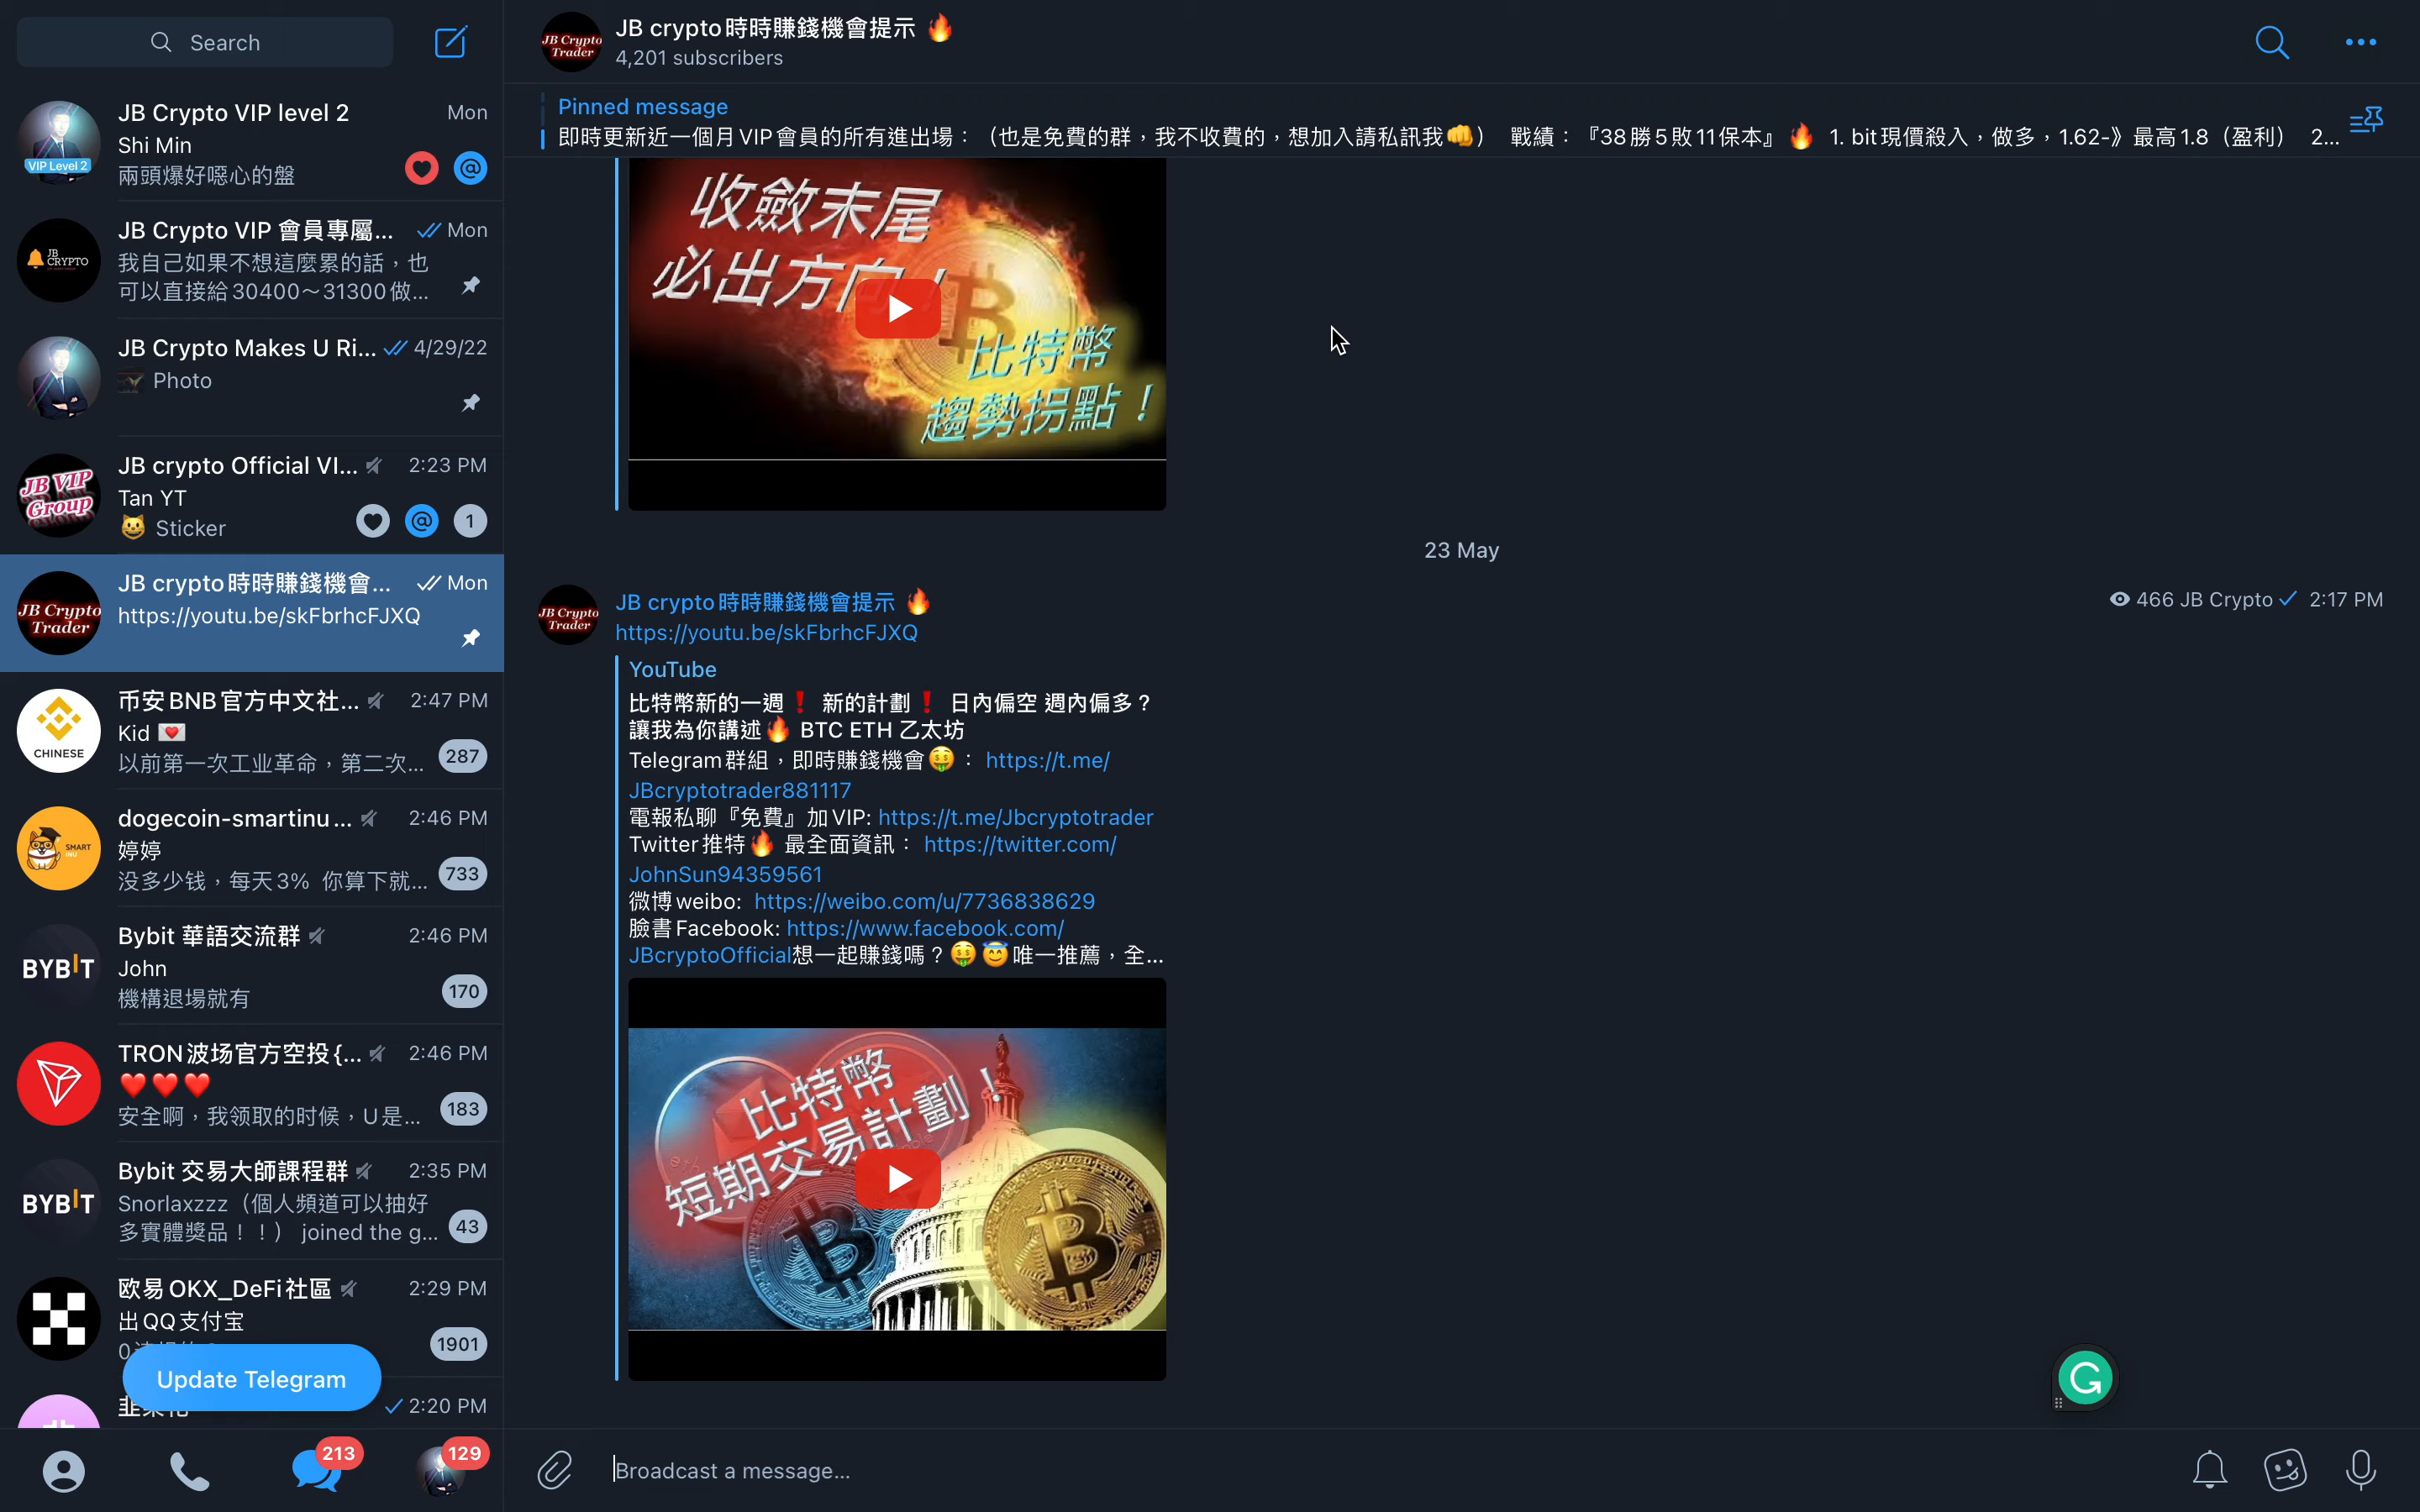 Search
JB Crypto VIP level 2
Mon
Shi Min
兩頭爆好噁心的盤
VIP Level 2
JB Crypto VIP 會員專屬...
Mon
我自己如果不想這麼累的話，也
可以直接給30400～31300做...
JB CRYPTO
JB Crypto Makes U Ri...
4/29/22
Photo
JB crypto Official VI...
2:23 PM
Tan YT
Sticker
1
JB VIP
Group
JB crypto時時賺錢機會...
Mon
https://youtu.be/skFbrhcFJXQ
JB Crypto
Trader
币安BNB官方中文社...
2:47 PM
Kid 💌
以前第一次工业革命，第二次...
287
CHINESE
dogecoin-smartinu...
2:46 PM
婷婷
没多少钱，每天3% 你算下就...
733
SMART
INU
Bybit 華語交流群
2:46 PM
John
機構退場就有
170
BYBIT
TRON波场官方空投{...
2:46 PM
❤️❤️❤️
安全啊，我领取的时候，U是...
183
Bybit 交易大師課程群
2:35 PM
Snorlaxzzz（個人頻道可以抽好
多實體獎品！！） joined the g...
43
BYBIT
欧易OKX_DeFi社區
2:29 PM
出QQ支付宝
1901
Update Telegram
2:20 PM
213
129
JB crypto時時賺錢機會提示 🔥
4,201 subscribers
JB Crypto
Trader
Pinned message
即時更新近一個月VIP會員的所有進出場：（也是免費的群，我不收費的，想加入請私訊我👊） 戰績：『38勝5敗11保本』🔥 1. bit現價殺入，做多，1.62-》最高1.8（盈利） 2...
收斂末尾
必出方向！
比特幣
趨勢拐點！
23 May
JB Crypto
Trader
JB crypto時時賺錢機會提示 🔥
466 JB Crypto 2:17 PM
https://youtu.be/skFbrhcFJXQ
YouTube
比特幣新的一週❗ 新的計劃❗ 日內偏空 週內偏多？
讓我為你講述🔥 BTC ETH 乙太坊
Telegram群組，即時賺錢機會🤑： https://t.me/
JBcryptotrader881117
電報私聊『免費』加VIP: https://t.me/Jbcryptotrader
Twitter推特🔥 最全面資訊： https://twitter.com/
JohnSun94359561
微博weibo: https://weibo.com/u/7736838629
臉書Facebook: https://www.facebook.com/
JBcryptoOfficial想一起賺錢嗎？🤑😇唯一推薦，全...
比特幣
短期交易計劃！
Broadcast a message...